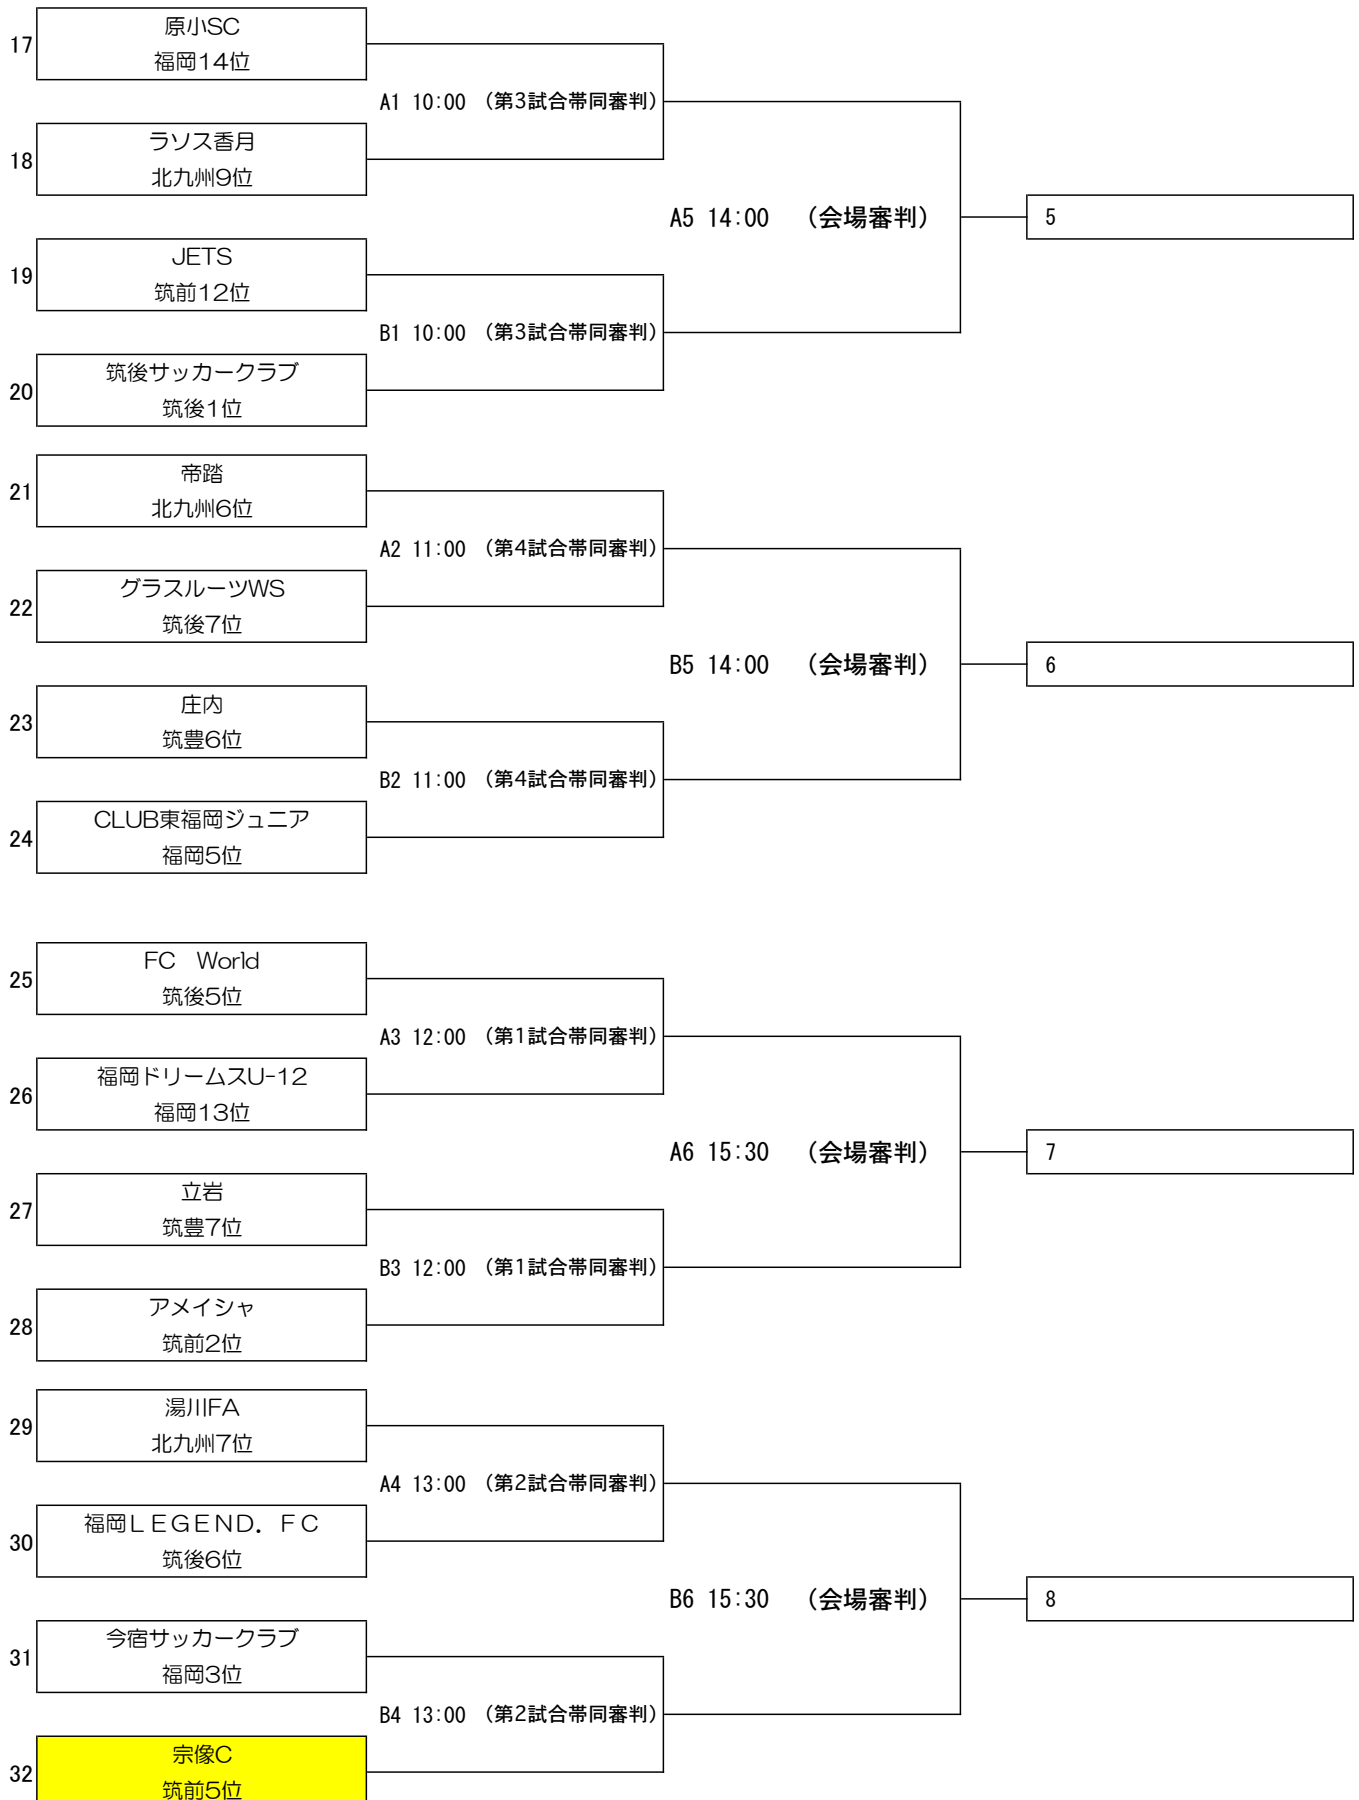 17
原小SC
福岡14位
A1 10:00 （第3試合帯同審判）
18
ラソス香月
北九州9位
A5 14:00 （会場審判）
5
19
JETS
筑前12位
B1 10:00 （第3試合帯同審判）
20
筑後サッカークラブ
筑後1位
21
帝踏
北九州6位
A2 11:00 （第4試合帯同審判）
22
グラスルーツWS
筑後7位
B5 14:00 （会場審判）
6
23
庄内
筑豊6位
B2 11:00 （第4試合帯同審判）
24
CLUB東福岡ジュニア
福岡5位
25
FC　World
筑後5位
A3 12:00 （第1試合帯同審判）
26
福岡ドリームスU-12
福岡13位
A6 15:30 （会場審判）
7
27
立岩
筑豊7位
B3 12:00 （第1試合帯同審判）
28
アメイシャ
筑前2位
29
湯川FA
北九州7位
A4 13:00 （第2試合帯同審判）
30
福岡ＬＥＧＥＮＤ．ＦＣ
筑後6位
B6 15:30 （会場審判）
8
31
今宿サッカークラブ
福岡3位
B4 13:00 （第2試合帯同審判）
32
宗像C
筑前5位